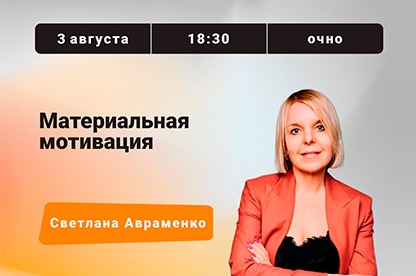 3 августа 18:30 очно
Материальная
мотивация
Светлана Авраменко